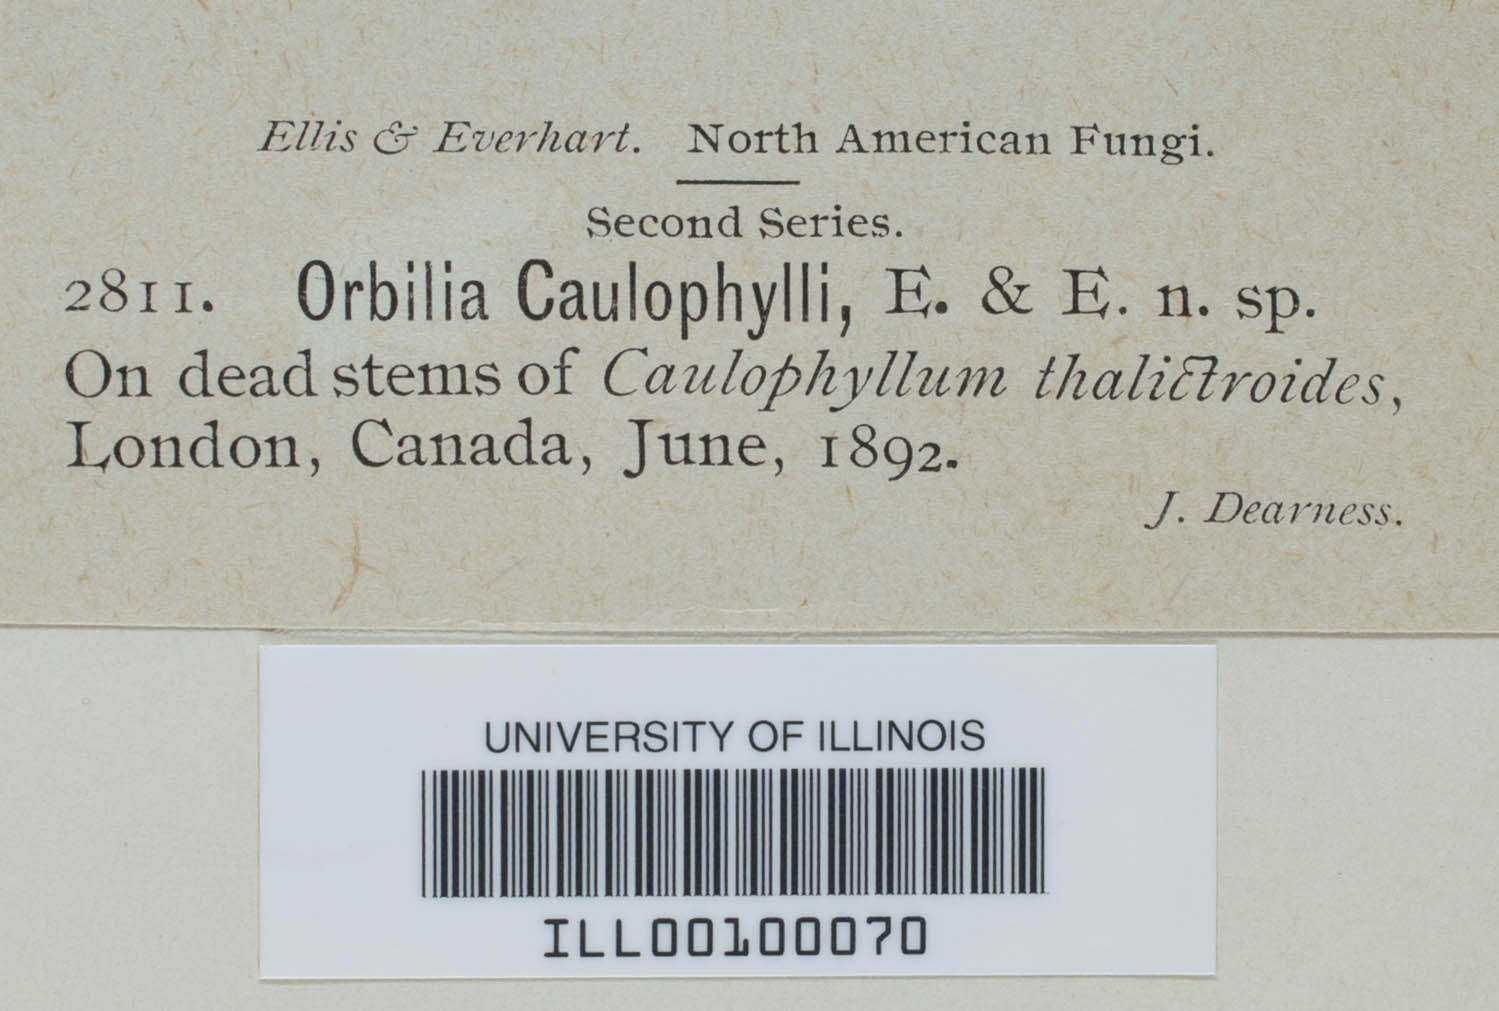 Ellis & Everhart. North American Fungi.
Second Series.
2811. Orbilia Caulophylli, E. & E. n. sp.
On dead stems of Caulophyllum thalictroides,
London, Canada, June, 1892.
J. Dearness.
UNIVERSITY OF ILLINOIS
ILL00100070